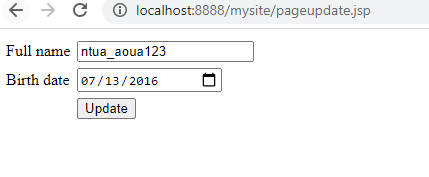 localhost:8888/mysite/pageupdate.jsp
Full name ntua_aoua123
Birth date 07/13/2016
Update